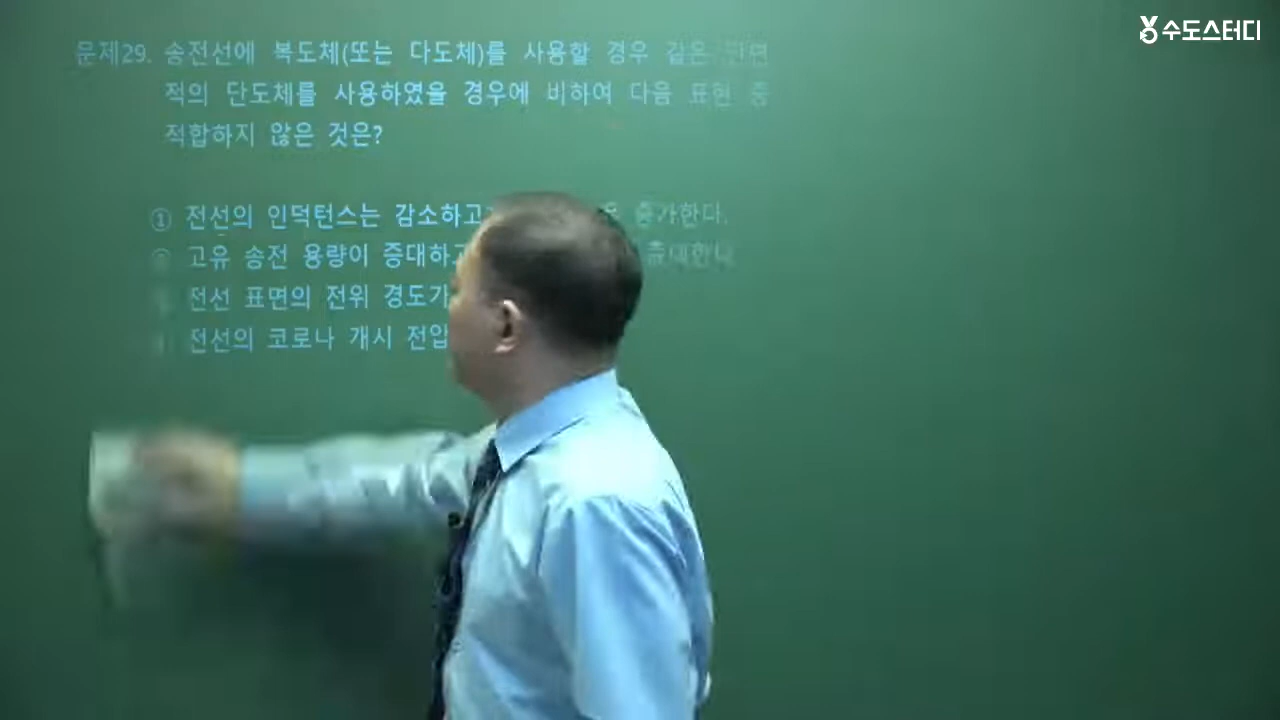 수도스터디
문제29. 송전선에 복도체(또는 다도체)를 사용할 경우 같은 단면
적의 단도체를 사용하였을 경우에 비하여 다음 표현 중
적합하지 않은 것은?
① 전선의 인덕턴스는 감소하고 증가한다.
고유 송전 용량이 증대하고 증대한다
전선 표면의 전위 경도가
전선의 코로나 개시 전압